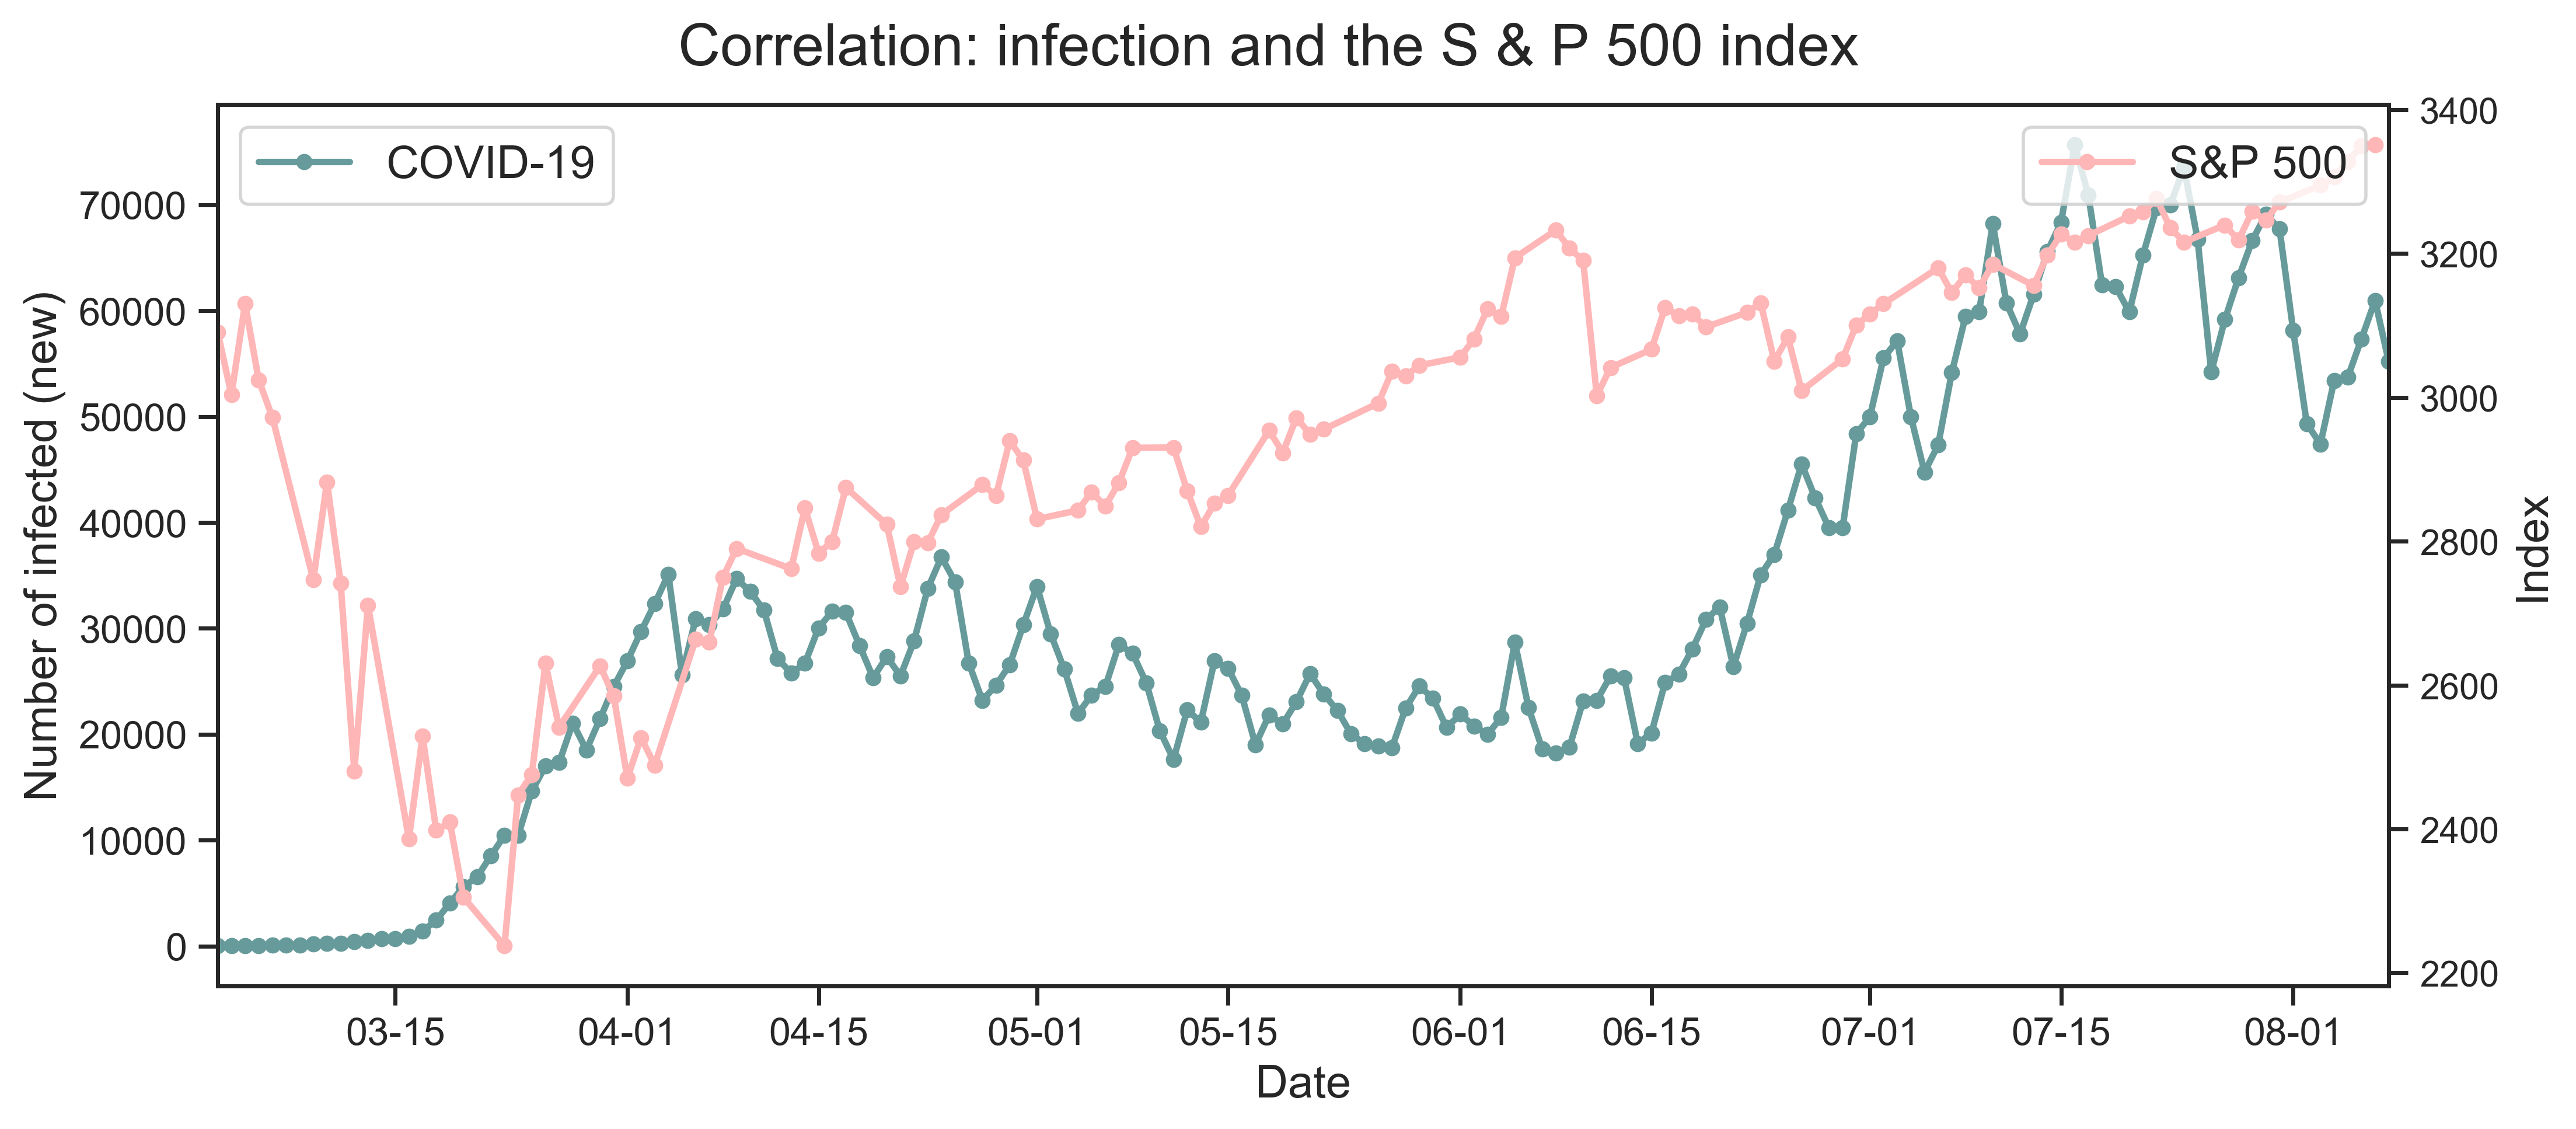 Correlation: infection and the S & P 500 index
COVID-19
S&P 500
Number of infected (new)
70000
60000
50000
40000
30000
20000
10000
0
3400
3200
3000
2800
2600
2400
2200
Index
03-15 04-01 04-15 05-01 05-15 06-01 06-15 07-01 07-15 08-01
Date